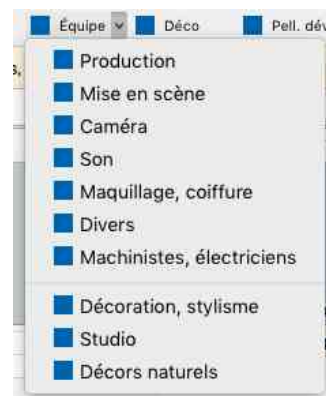 Équipe Déco Pell. dév
Production
Mise en scène
Caméra
Son
Maquillage, coiffure
Divers
Machinistes, électriciens
Décoration, stylisme
Studio
Décors naturels